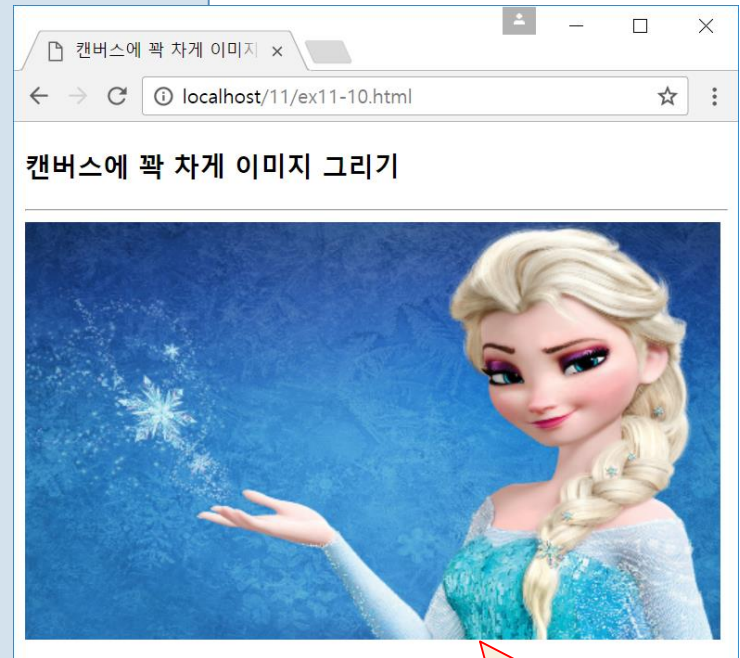 캔버스에 꽉 차게 이미지
localhost/11/ex11-10.html
캔버스에 꽉 차게 이미지 그리기